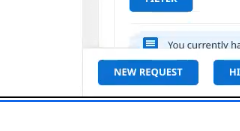 FILTER
You currently ha
NEW REQUEST
HI